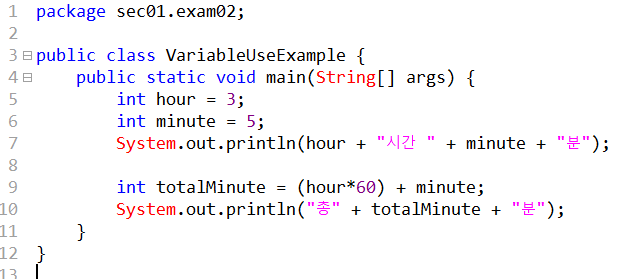 1 package sec01.exam02;
2
3 public class VariableUseExample {
4     public static void main(String[] args) {
5         int hour = 3;
6         int minute = 5;
7         System.out.println(hour + "시간 " + minute + "분");
8
9         int totalMinute = (hour*60) + minute;
10         System.out.println("총" + totalMinute + "분");
11     }
12 }
13